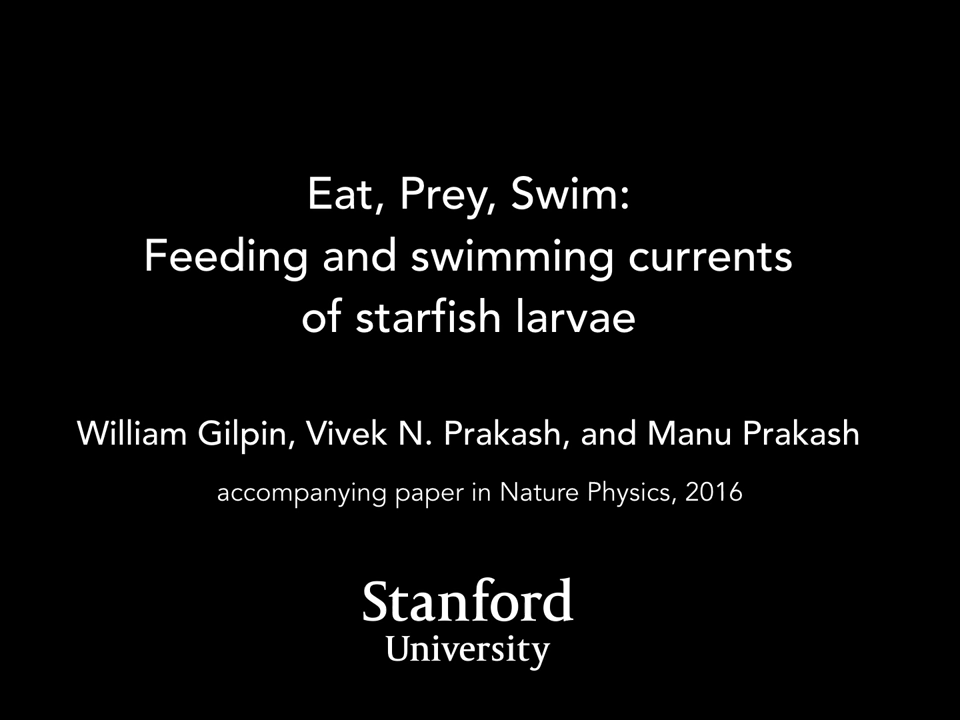 Eat, Prey, Swim:
Feeding and swimming currents
of starfish larvae
William Gilpin, Vivek N. Prakash, and Manu Prakash
accompanying paper in Nature Physics, 2016
Stanford
University